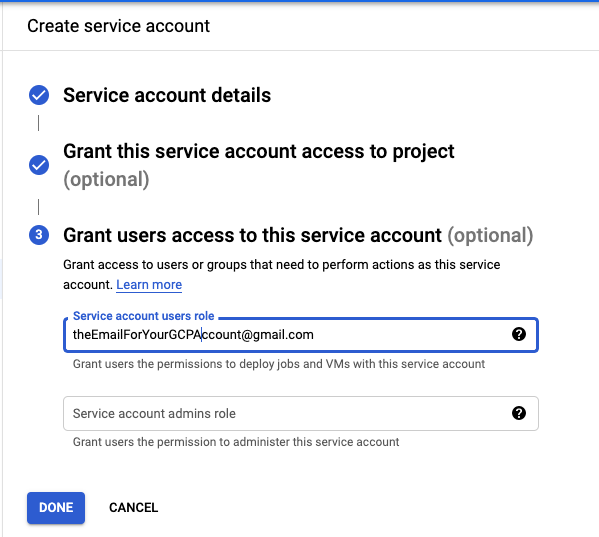 Create service account
Service account details
Grant this service account access to project
(optional)
3
Grant users access to this service account (optional)
Grant access to users or groups that need to perform actions as this service
account. Learn more
Service account users role
theEmailForYourGCPAccount@gmail.com
?
Grant users the permissions to deploy jobs and VMs with this service account
Service account admins role
?
Grant users the permission to administer this service account
DONE
CANCEL